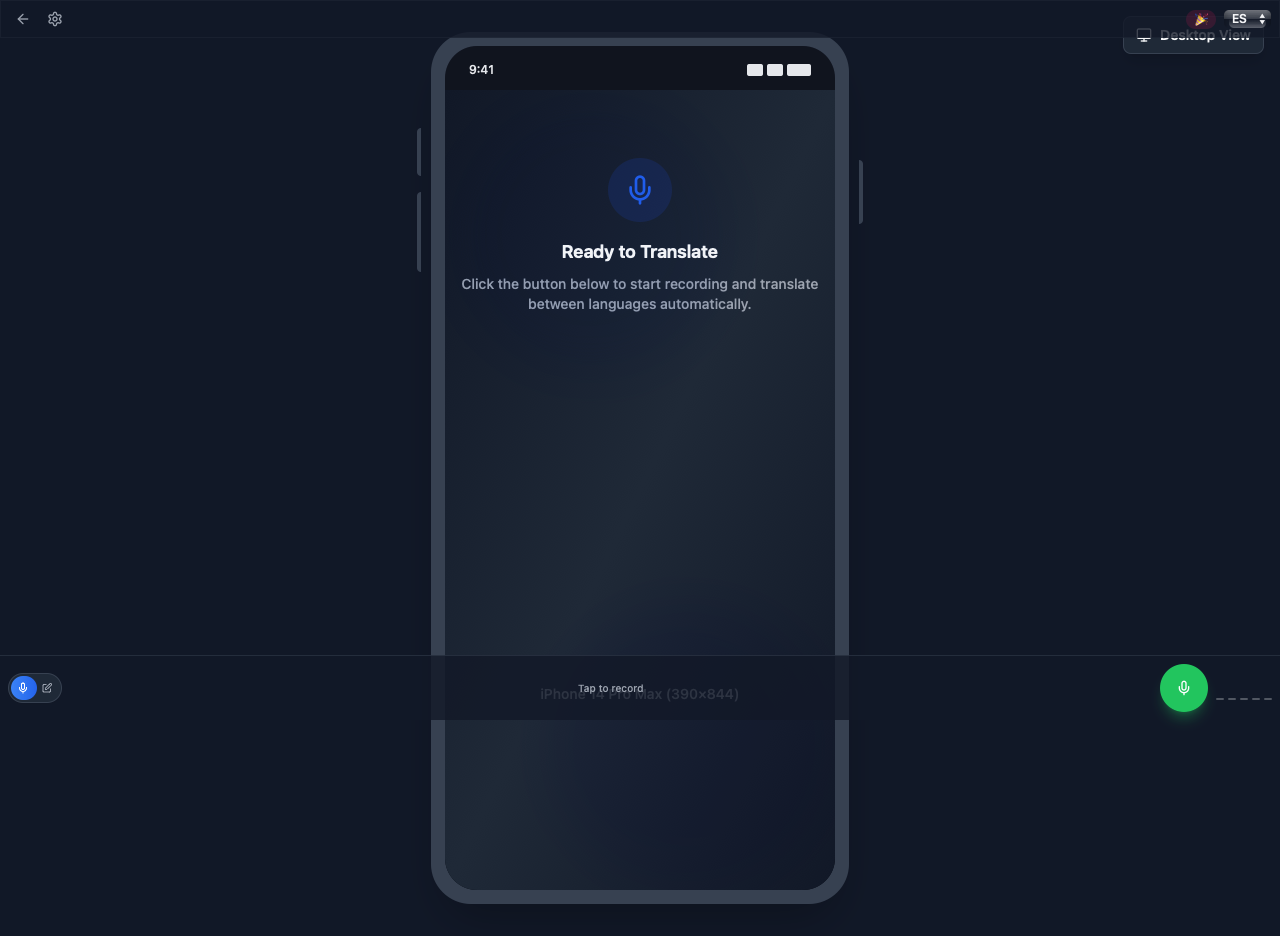 ES
Desktop View
9:41
Ready to Translate
Click the button below to start recording and translate
between languages automatically.
Tap to record
iPhone 14 Pro Max (390×844)